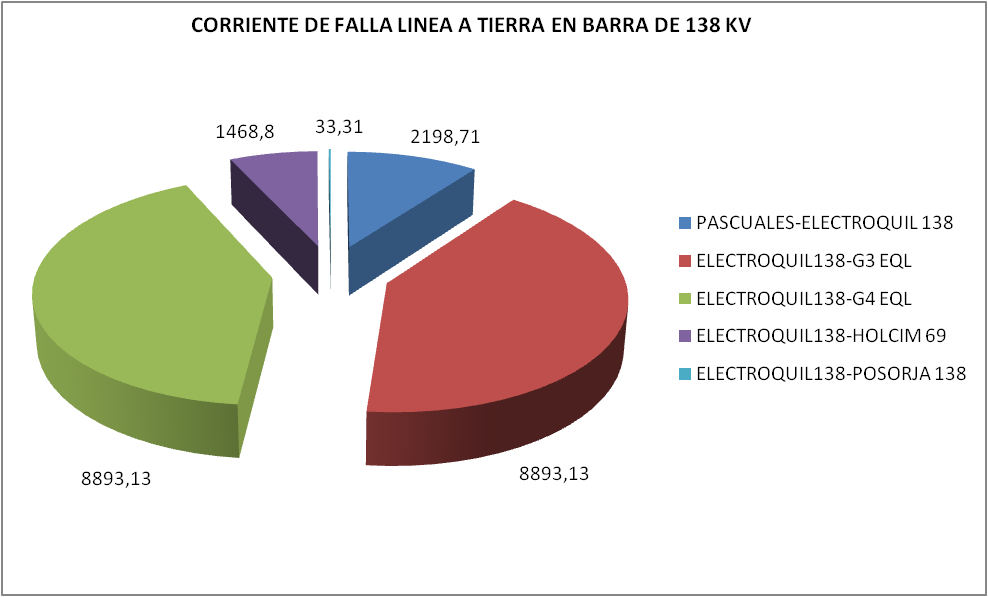 CORRIENTE DE FALLA LINEA A TIERRA EN BARRA DE 138 KV
1468,8
33,31
2198,71
8893,13
8893,13
PASCUALES-ELECTROQUIL 138
ELECTROQUIL138-G3 EQL
ELECTROQUIL138-G4 EQL
ELECTROQUIL138-HOLCIM 69
ELECTROQUIL138-POSORJA 138